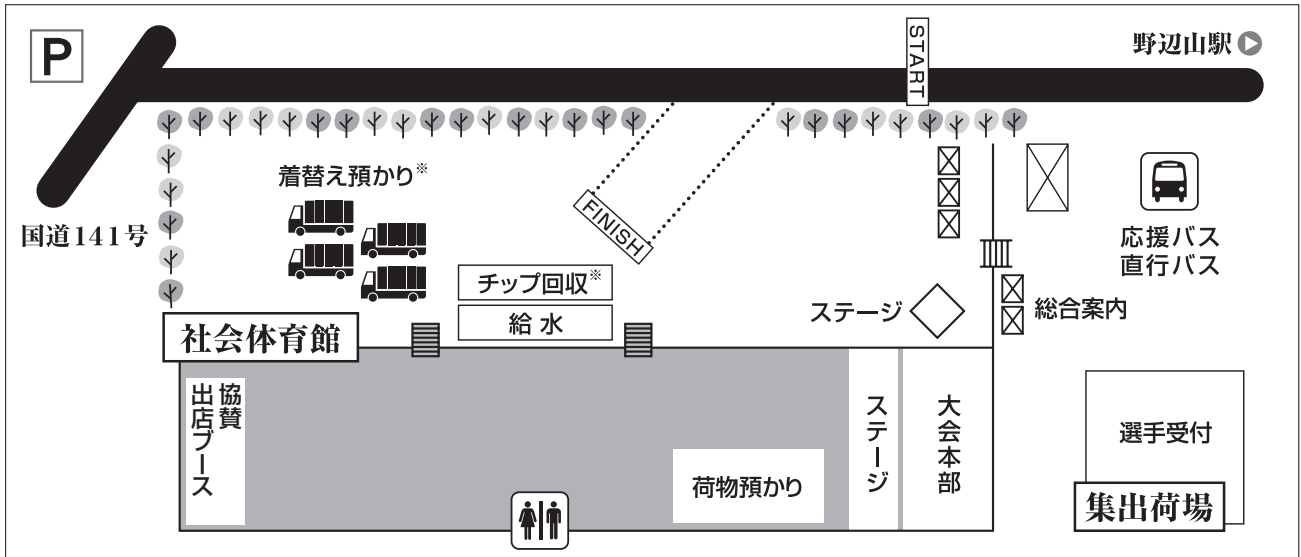 P
START
野辺山駅
国道141号
着替え預かり※
FINISH
チップ回収※
給水
応援バス
直行バス
ステージ
総合案内
社会体育館
協賛
出店ブース
荷物預かり
ステージ
大会本部
選手受付
集出荷場